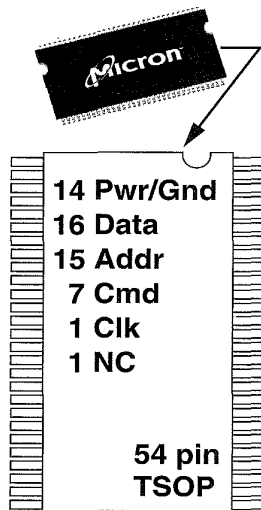 Micron
14 Pwr/Gnd
16 Data
15 Addr
7 Cmd
1 Clk
1 NC
54 pin
TSOP